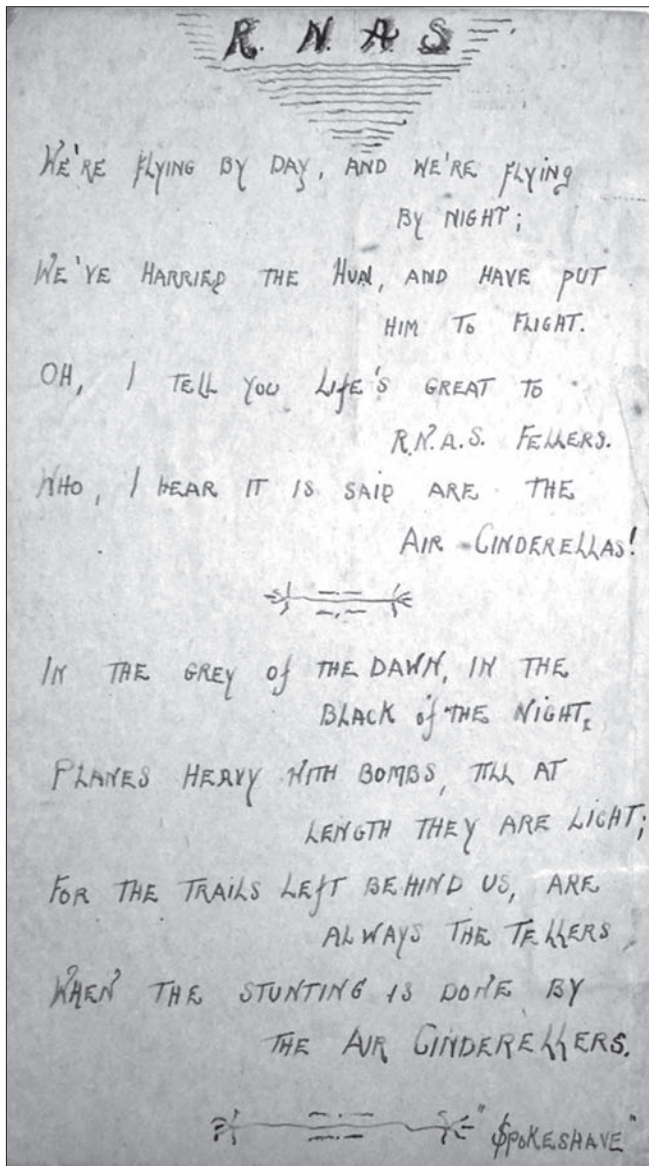 R. N. A. S.
WE'RE FLYING BY DAY, AND WE'RE FLYING
BY NIGHT;
WE'VE HARRIED THE HUN, AND HAVE PUT
HIM TO FLIGHT.
OH, I TELL YOU LIFE'S GREAT TO
R.N.A.S. FELLERS.
WHO, I HEAR IT IS SAID ARE THE
AIR CINDERELLAS!
IN THE GREY of THE DAWN, IN THE
BLACK of THE NIGHT,
PLANES HEAVY WITH BOMBS, TILL AT
LENGTH THEY ARE LIGHT;
FOR THE TRAILS LEFT BEHIND US, ARE
ALWAYS THE TELLERS
WHEN THE STUNTING IS DONE BY
THE AIR CINDERELLERS.
"SPOKESHAVE"